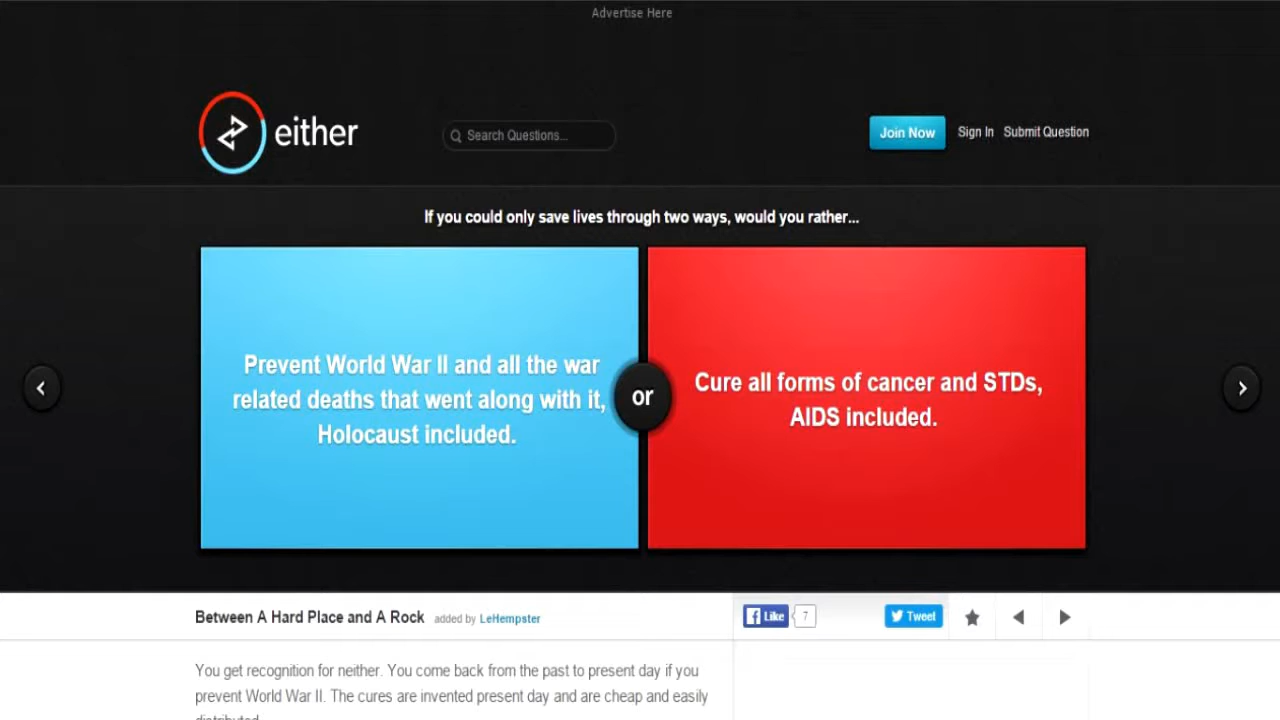 Advertise Here
either
Search Questions...
Join Now
Sign In
Submit Question
If you could only save lives through two ways, would you rather...
Prevent World War II and all the war
related deaths that went along with it,
Holocaust included.
or
Cure all forms of cancer and STDs,
AIDS included.
Between A Hard Place and A Rock added by LeHempster
Like 7
Tweet
You get recognition for neither. You come back from the past to present day if you
prevent World War II. The cures are invented present day and are cheap and easily
distributed.